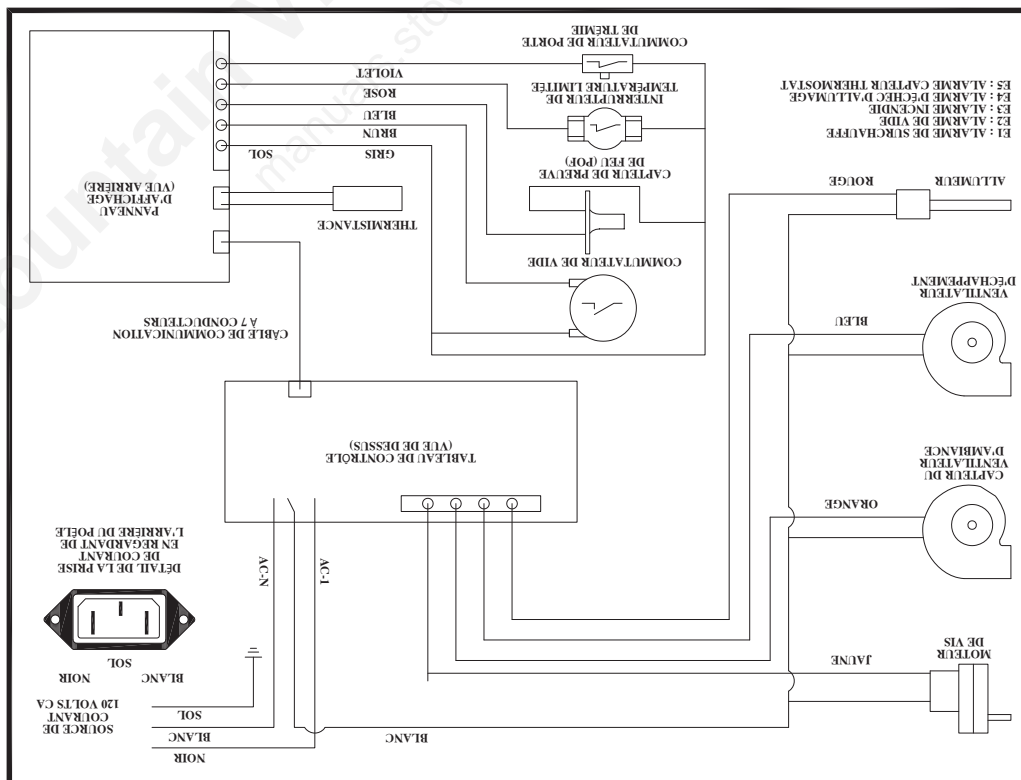 NOIR
BLANC
BLANC
SOL
SOURCE DE
COURANT
120 VOLTS CA
MOTEUR
DE VIS
JAUNE
BLANC
NOIR
SOL
DÉTAIL DE LA PRISE
DE COURANT
EN REGARDANT DE
L'ARRIÈRE DU POÊLE
AC-1
AC-N
CAPTEUR DU
VENTILATEUR
D'AMBIANCE
ORANGE
TABLEAU DE CONTRÔLE
(VUE DE DESSUS)
VENTILATEUR
D'ÉCHAPPEMENT
BLEU
CÂBLE DE COMMUNICATION
À 7 CONDUCTEURS
COMMUTATEUR DE VIDE
ALLUMEUR
ROUGE
THERMISTANCE
PANNEAU
D'AFFICHAGE
(VUE ARRIÈRE)
CAPTEUR DE PREUVE
DE FEU (POF)
GRIS
SOL
BRUN
BLEU
ROSE
VIOLET
INTERRUPTEUR DE
TEMPÉRATURE LIMITÉE
COMMUTATEUR DE PORTE
DE TRÉMIE
E1 : ALARME DE SURCHAUFFE
E2 : ALARME DE VIDE
E3 : ALARME INCENDIE
E4 : ALARME D'ÉCHEC D'ALLUMAGE
E5 : ALARME CAPTEUR THERMOSTAT
ountain V
manuals.stov